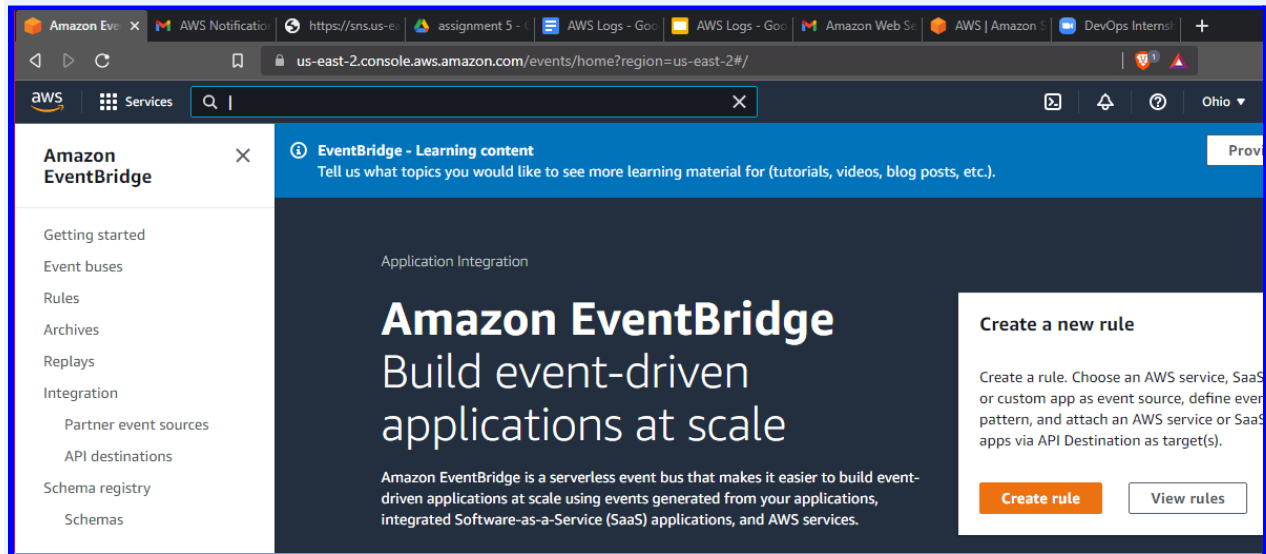 Amazon Eve
AWS Notification
https://sns.us-ea
assignment 5 - G
AWS Logs - Goo
AWS Logs - Goo
Amazon Web Se
AWS | Amazon S
DevOps Internsh
us-east-2.console.aws.amazon.com/events/home?region=us-east-2#/
1
aws
Services
Ohio
Amazon
EventBridge
Getting started
Event buses
Rules
Archives
Replays
Integration
Partner event sources
API destinations
Schema registry
Schemas
EventBridge - Learning content
Tell us what topics you would like to see more learning material for (tutorials, videos, blog posts, etc.).
Provi
Application Integration
Amazon EventBridge
Build event-driven
applications at scale
Amazon EventBridge is a serverless event bus that makes it easier to build event-
driven applications at scale using events generated from your applications,
integrated Software-as-a-Service (SaaS) applications, and AWS services.
Create a new rule
Create a rule. Choose an AWS service, SaaS
or custom app as event source, define even
pattern, and attach an AWS service or SaaS
apps via API Destination as target(s).
Create rule
View rules